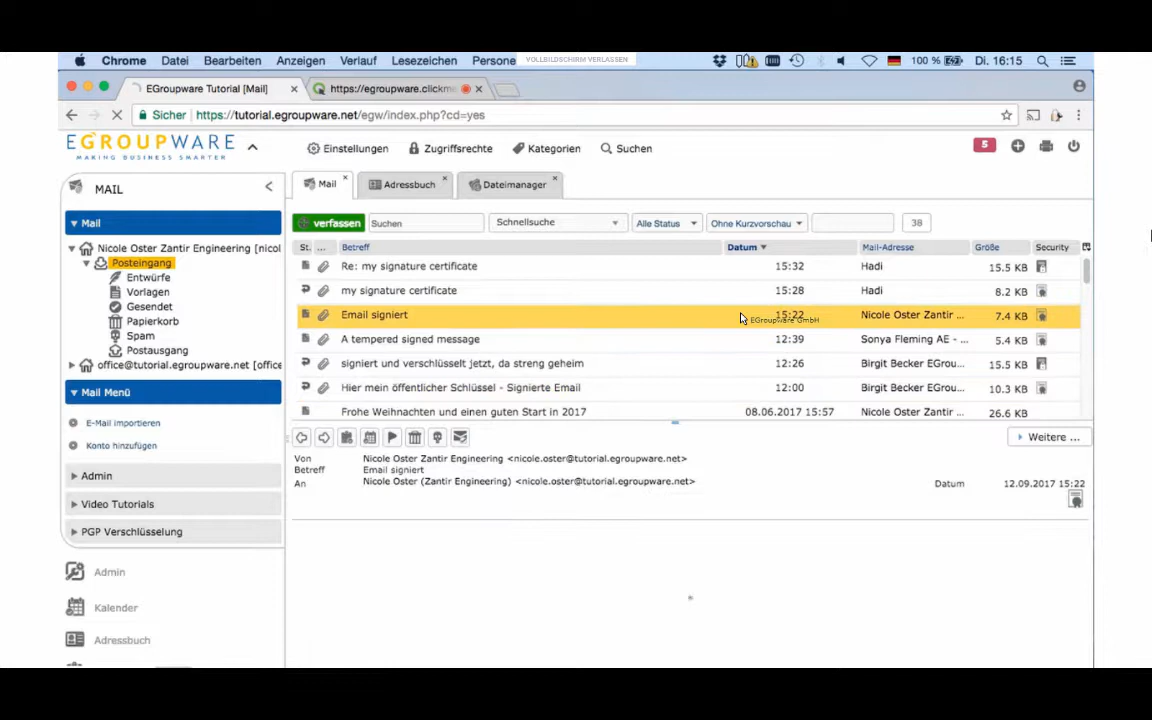 Chrome Datei Bearbeiten Anzeigen Verlauf Lesezeichen Persone VOLLBILDSCHIRM VERLASSEN 100 % Di. 16:15
EGroupware Tutorial [Mail] × https://egroupware.clickme ×
Sicher https://tutorial.egroupware.net/egw/index.php?cd=yes
EGROUPWARE
MAKING BUSINESS SMARTER
Einstellungen Zugriffsrechte Kategorien Suchen 5
MAIL
Mail Adressbuch Dateimanager
Mail
verfassen Suchen Schnellsuche Alle Status Ohne Kurzvorschau 38
Nicole Oster Zantir Engineering [nicol
Posteingang
Entwürfe
Vorlagen
Gesendet
Papierkorb
Spam
Postausgang
office@tutorial.egroupware.net [office
St. ... Betreff Datum Mail-Adresse Größe Security
Re: my signature certificate 15:32 Hadi 15.5 KB
my signature certificate 15:28 Hadi 8.2 KB
Email signiert 15:22 Nicole Oster Zantir ... 7.4 KB
EGroupware GmbH
A tempered signed message 12:39 Sonya Fleming AE - ... 5.4 KB
signiert und verschlüsselt jetzt, da streng geheim 12:26 Birgit Becker EGrou... 15.5 KB
Hier mein öffentlicher Schlüssel - Signierte Email 12:00 Birgit Becker EGrou... 10.3 KB
Frohe Weihnachten und einen guten Start in 2017 08.06.2017 15:57 Nicole Oster Zantir ... 26.6 KB
Mail Menü
E-Mail importieren
Konto hinzufügen
Admin
Video Tutorials
PGP Verschlüsselung
Admin
Kalender
Adressbuch
Weitere ...
Von Nicole Oster Zantir Engineering <nicole.oster@tutorial.egroupware.net>
Betreff Email signiert
An Nicole Oster (Zantir Engineering) <nicole.oster@tutorial.egroupware.net>
Datum 12.09.2017 15:22